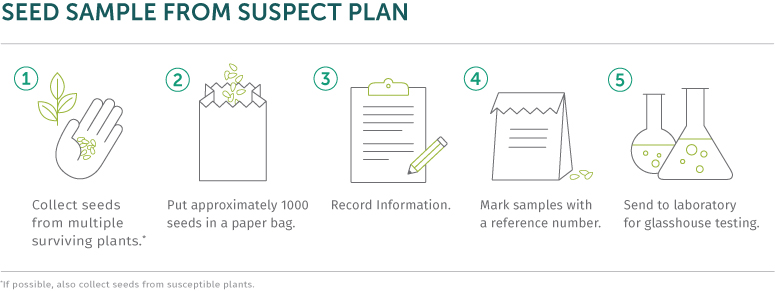 SEED SAMPLE FROM SUSPECT PLAN
1
2
3
4
5
Collect seeds
from multiple
surviving plants.*
Put approximately 1000
seeds in a paper bag.
Record Information.
Mark samples with
a reference number.
Send to laboratory
for glasshouse testing.
*If possible, also collect seeds from susceptible plants.